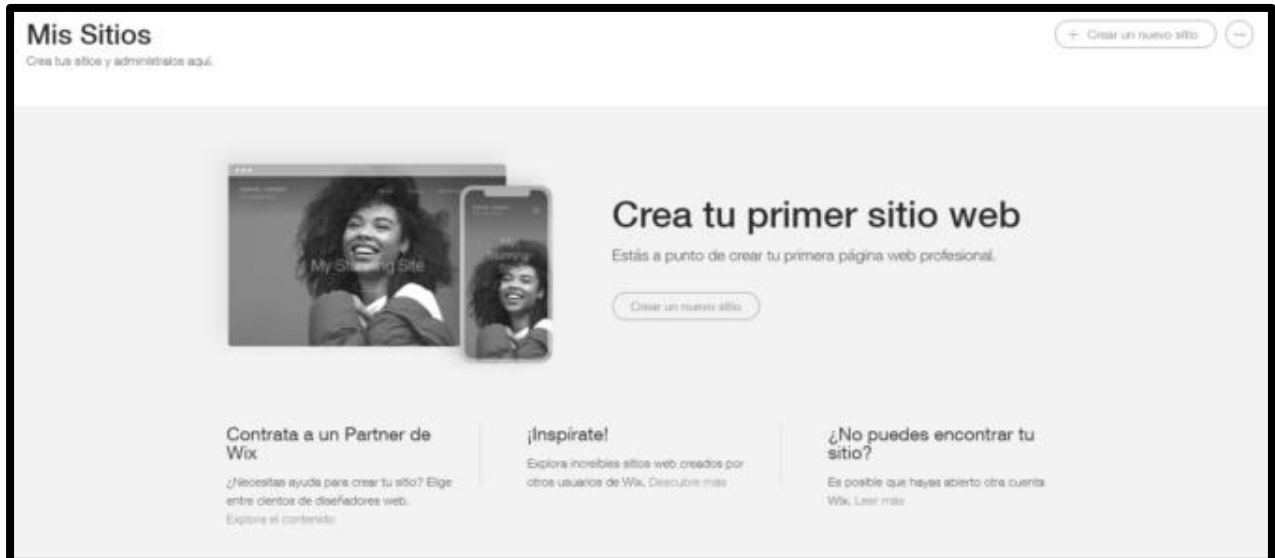 Mis Sitios
Crea tus sitios y adminístralos aquí.
+ Crear un nuevo sitio
My Stunning Site
Crea tu primer sitio web
Estás a punto de crear tu primera página web profesional.
Crear un nuevo sitio
Contrata a un Partner de
Wix
¿Necesitas ayuda para crear tu sitio? Elige
entre cientos de diseñadores web.
Explora el contenido
¡Inspírate!
Explora increíbles sitios web creados por
otros usuarios de Wix. Descubre más
¿No puedes encontrar tu
sitio?
Es posible que hayas abierto otra cuenta
Wix. Leer más